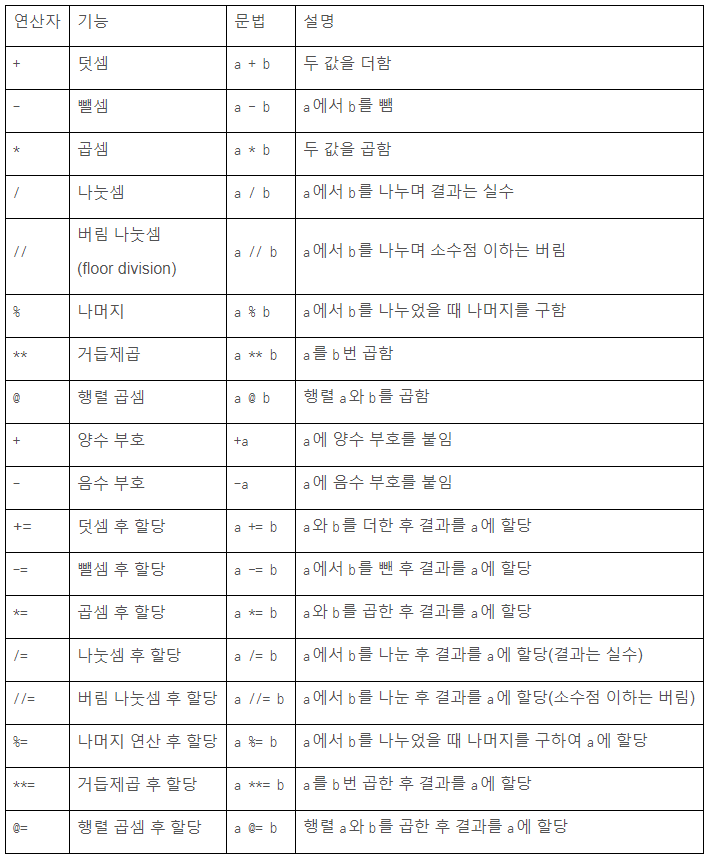 연산자 기능 문법 설명
+ 덧셈 a + b 두 값을 더함
- 뺄셈 a - b a에서 b를 뺌
* 곱셈 a * b 두 값을 곱함
/ 나눗셈 a / b a에서 b를 나누며 결과는 실수
// 버림 나눗셈
(floor division) a // b a에서 b를 나누며 소수점 이하는 버림
% 나머지 a % b a에서 b를 나누었을 때 나머지를 구함
** 거듭제곱 a ** b a를 b번 곱함
@ 행렬 곱셈 a @ b 행렬 a와 b를 곱함
+ 양수 부호 +a a에 양수 부호를 붙임
- 음수 부호 -a a에 음수 부호를 붙임
+= 덧셈 후 할당 a += b a와 b를 더한 후 결과를 a에 할당
-= 뺄셈 후 할당 a -= b a에서 b를 뺀 후 결과를 a에 할당
*= 곱셈 후 할당 a *= b a와 b를 곱한 후 결과를 a에 할당
/= 나눗셈 후 할당 a /= b a에서 b를 나눈 후 결과를 a에 할당(결과는 실수)
//= 버림 나눗셈 후 할당 a //= b a에서 b를 나눈 후 결과를 a에 할당(소수점 이하는 버림)
%= 나머지 연산 후 할당 a %= b a에서 b를 나누었을 때 나머지를 구하여 a에 할당
**= 거듭제곱 후 할당 a **= b a를 b번 곱한 후 결과를 a에 할당
@= 행렬 곱셈 후 할당 a @= b 행렬 a와 b를 곱한 후 결과를 a에 할당